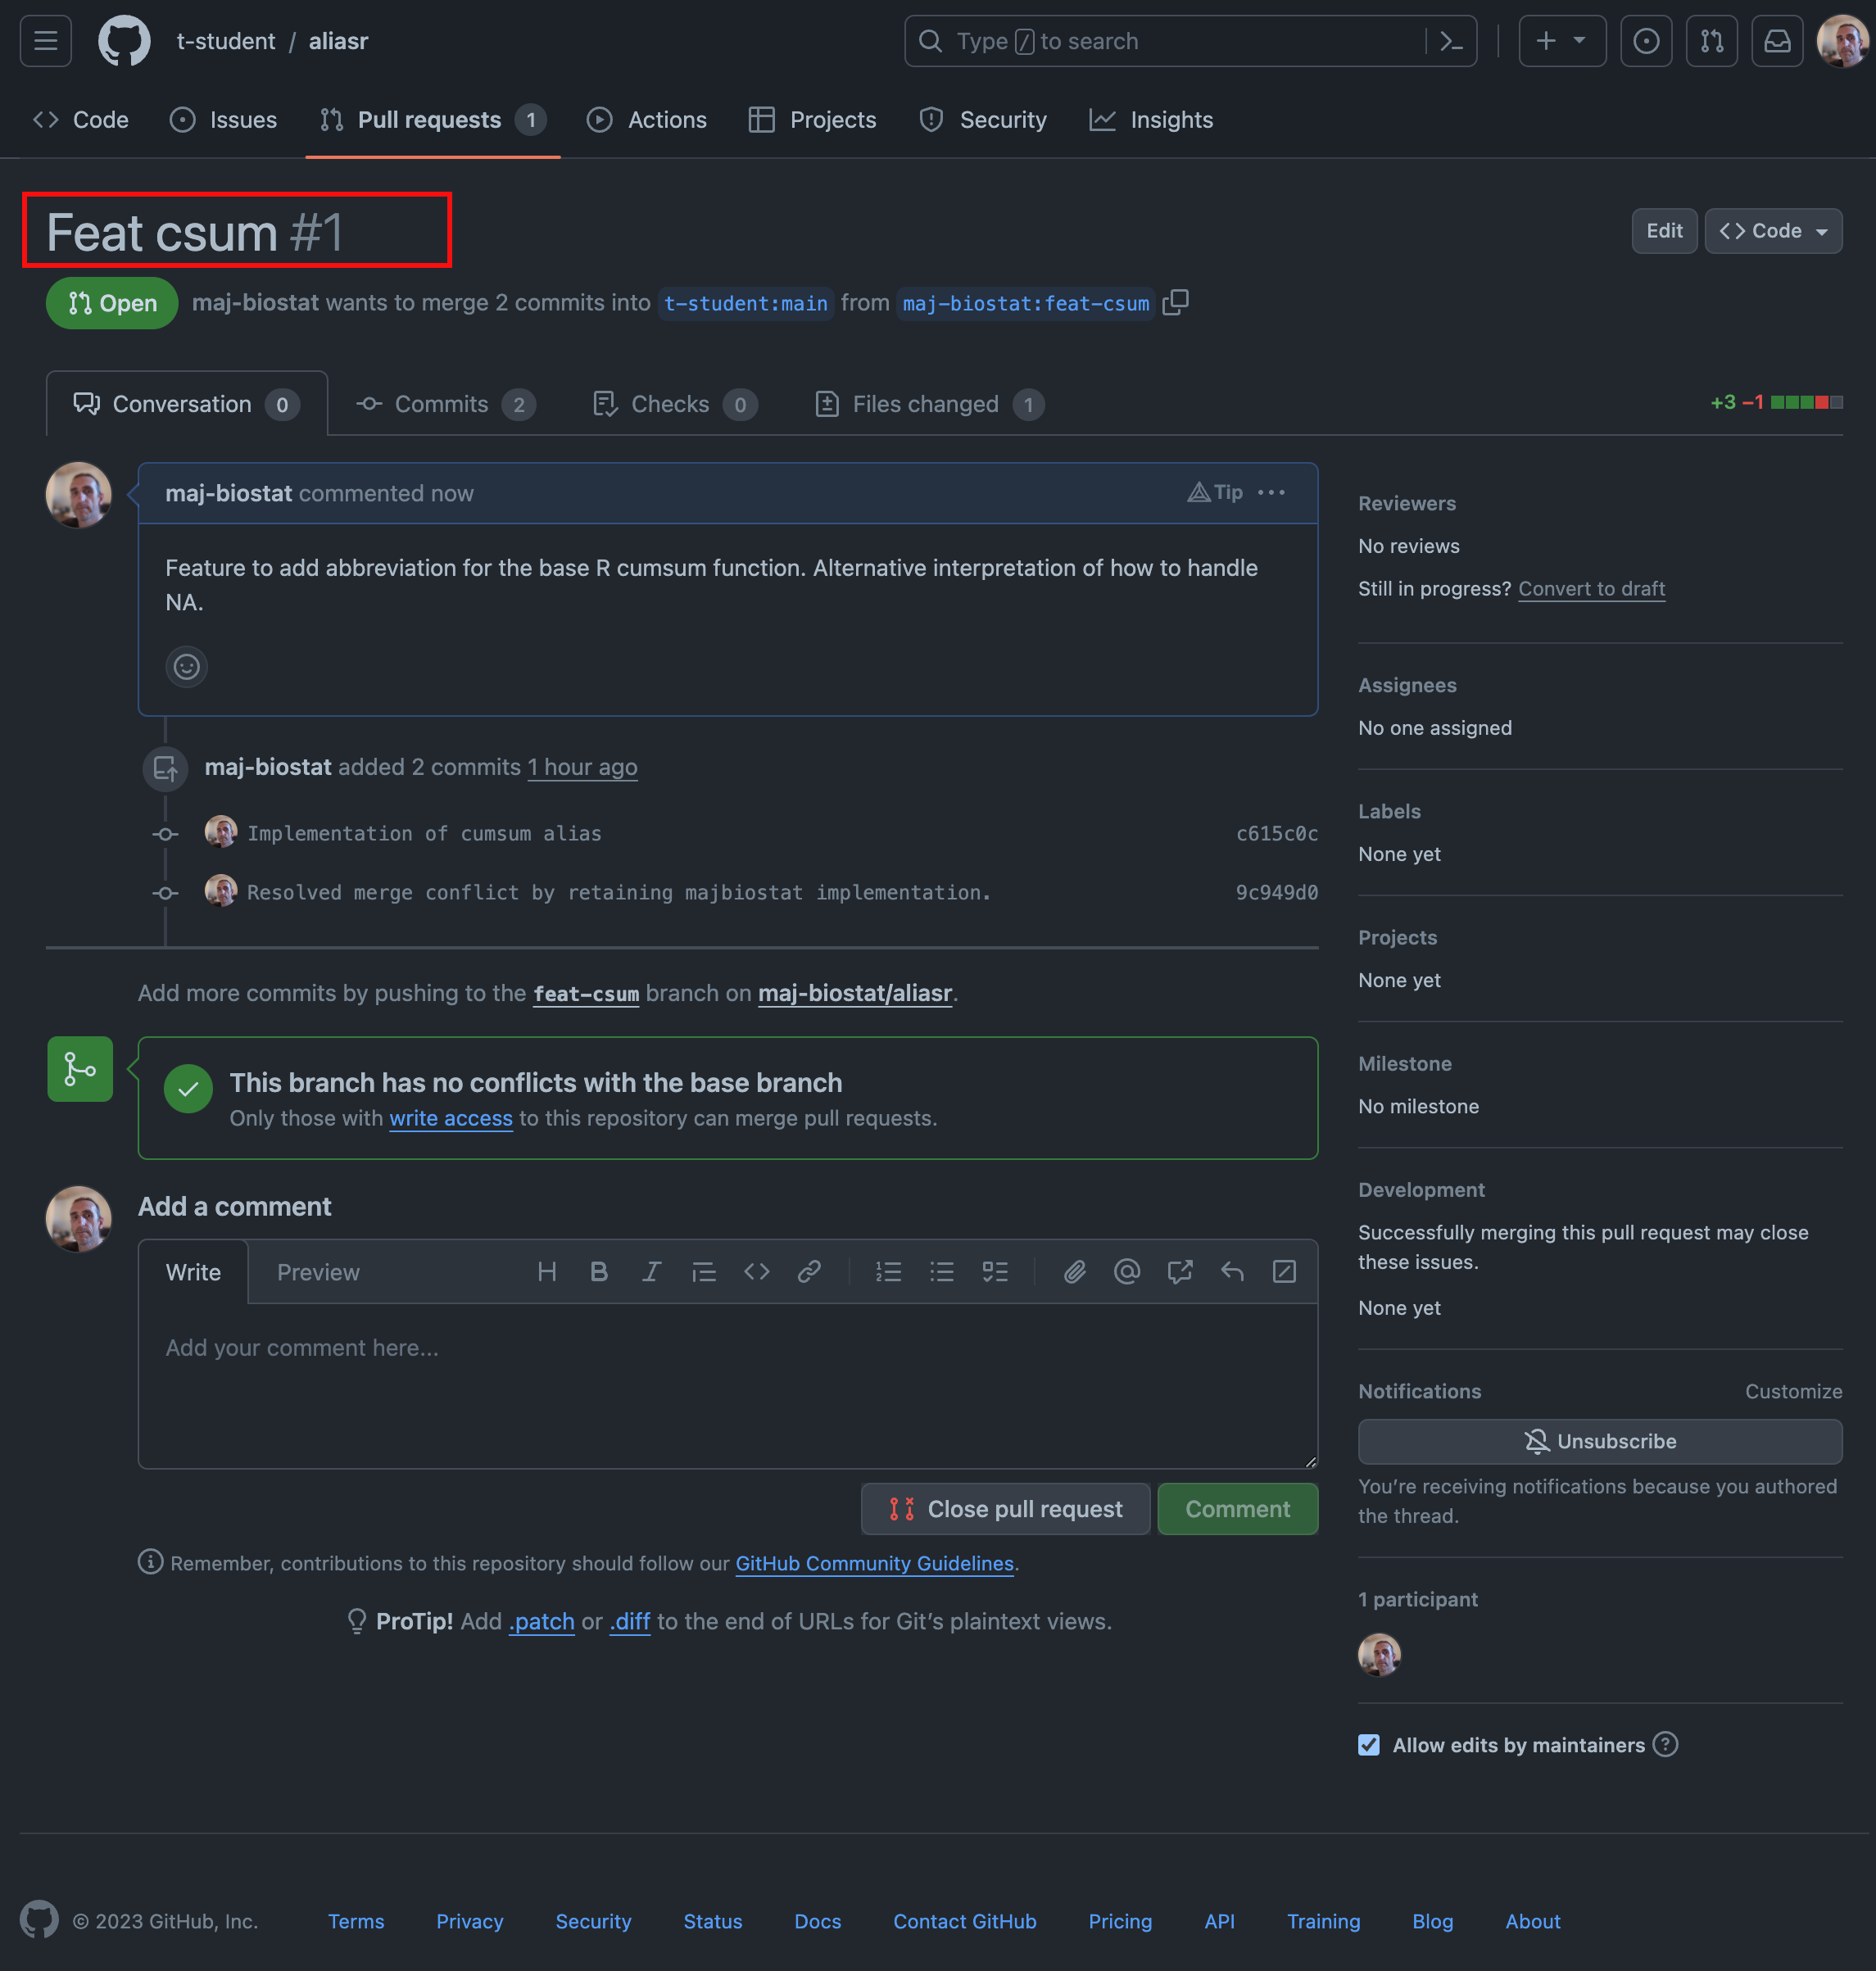 t-student / aliasr
Type / to search
Code
Issues
Pull requests 1
Actions
Projects
Security
Insights
Feat csum #1
Edit
Code
Open
maj-biostat wants to merge 2 commits into t-student:main from maj-biostat:feat-csum
Conversation 0
Commits 2
Checks 0
Files changed 1
+3 −1
maj-biostat commented now
Tip
Feature to add abbreviation for the base R cumsum function. Alternative interpretation of how to handle
NA.
maj-biostat added 2 commits 1 hour ago
Implementation of cumsum alias
c615c0c
Resolved merge conflict by retaining majbiostat implementation.
9c949d0
Add more commits by pushing to the feat-csum branch on maj-biostat/aliasr.
This branch has no conflicts with the base branch
Only those with write access to this repository can merge pull requests.
Add a comment
Write
Preview
Add your comment here...
Close pull request
Comment
Remember, contributions to this repository should follow our GitHub Community Guidelines.
ProTip! Add .patch or .diff to the end of URLs for Git's plaintext views.
Reviewers
No reviews
Still in progress? Convert to draft
Assignees
No one assigned
Labels
None yet
Projects
None yet
Milestone
No milestone
Development
Successfully merging this pull request may close
these issues.
None yet
Notifications
Customize
Unsubscribe
You're receiving notifications because you authored
the thread.
1 participant
Allow edits by maintainers ?
© 2023 GitHub, Inc.
Terms
Privacy
Security
Status
Docs
Contact GitHub
Pricing
API
Training
Blog
About